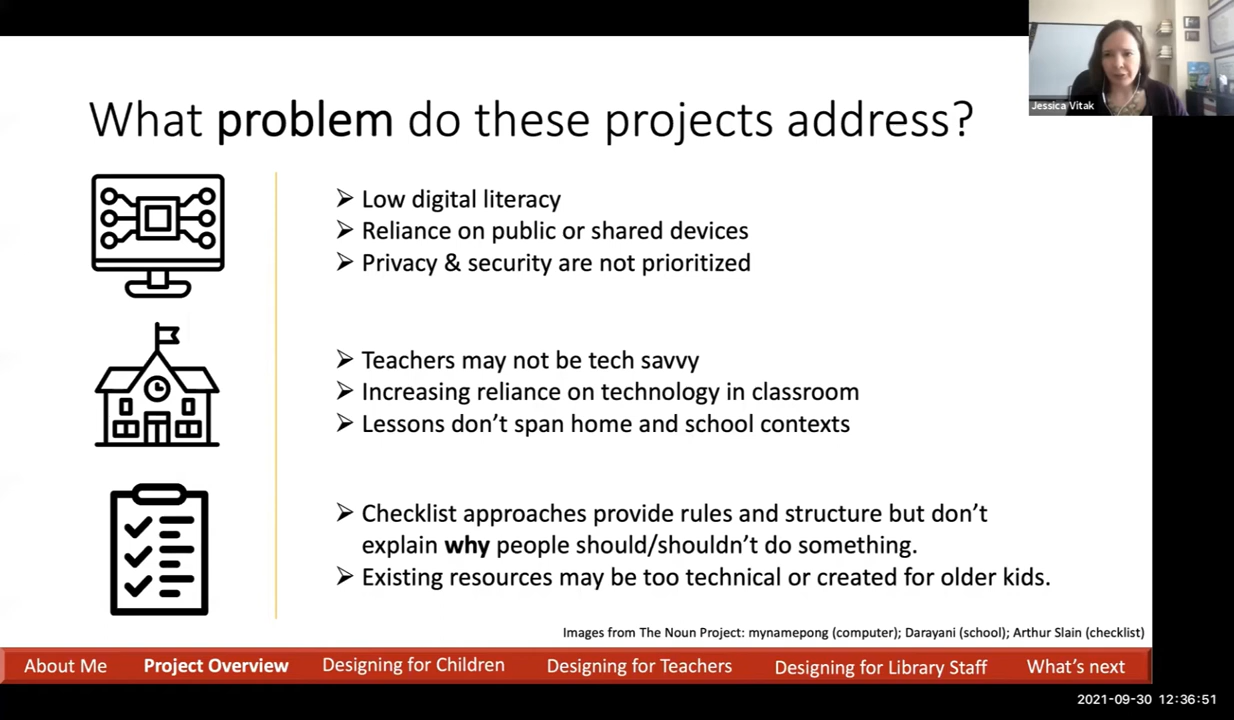 Jessica Vitak
What problem do these projects address?
➢ Low digital literacy
➢ Reliance on public or shared devices
➢ Privacy & security are not prioritized
➢ Teachers may not be tech savvy
➢ Increasing reliance on technology in classroom
➢ Lessons don’t span home and school contexts
➢ Checklist approaches provide rules and structure but don’t
explain why people should/shouldn’t do something.
➢ Existing resources may be too technical or created for older kids.
Images from The Noun Project: mynamepong (computer); Darayani (school); Arthur Slain (checklist)
About Me Project Overview Designing for Children Designing for Teachers Designing for Library Staff What’s next
2021-09-30 12:36:51